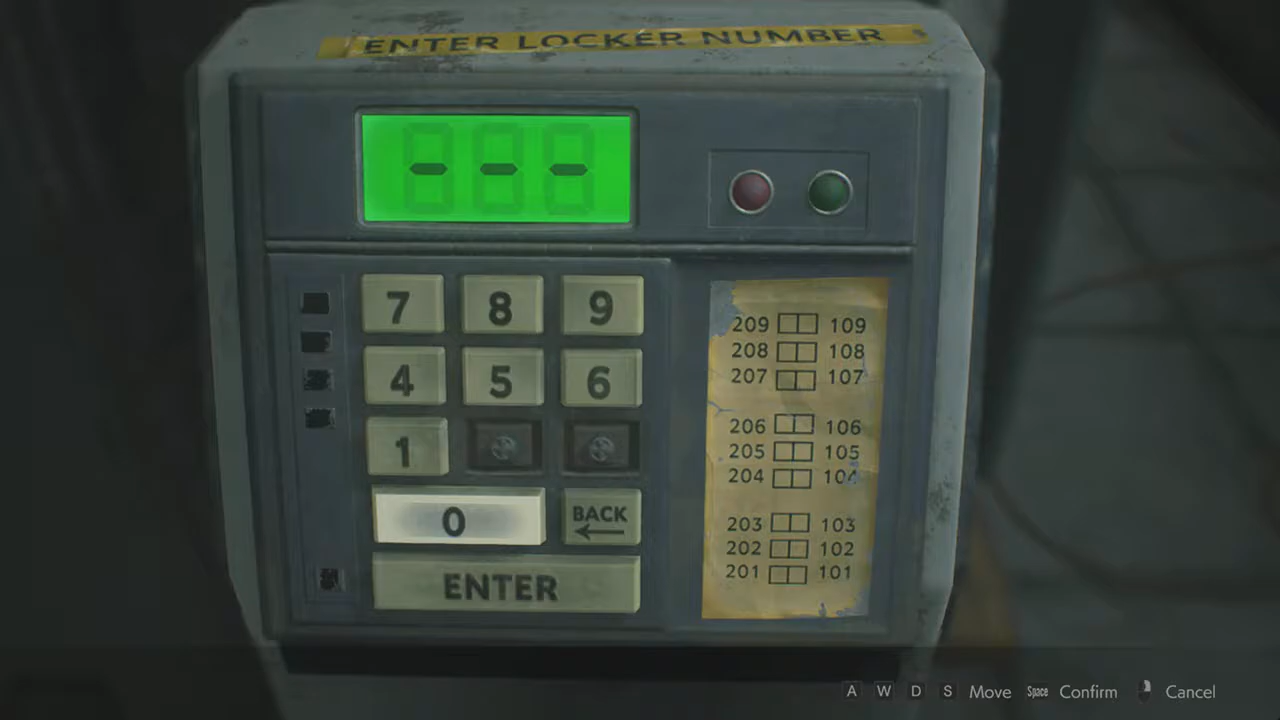 ENTER LOCKER NUMBER
- - -
7 8 9
4 5 6
1
0 BACK
ENTER
209 109
208 108
207 107
206 106
205 105
204 104
203 103
202 102
201 101
A W D S Move Space Confirm Cancel